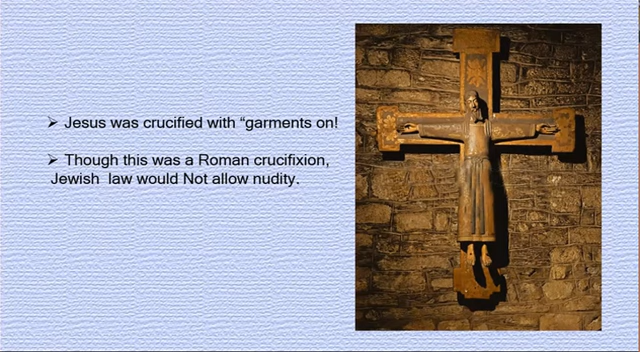 ➢ Jesus was crucified with “garments on!
➢ Though this was a Roman crucifixion,
Jewish law would Not allow nudity.